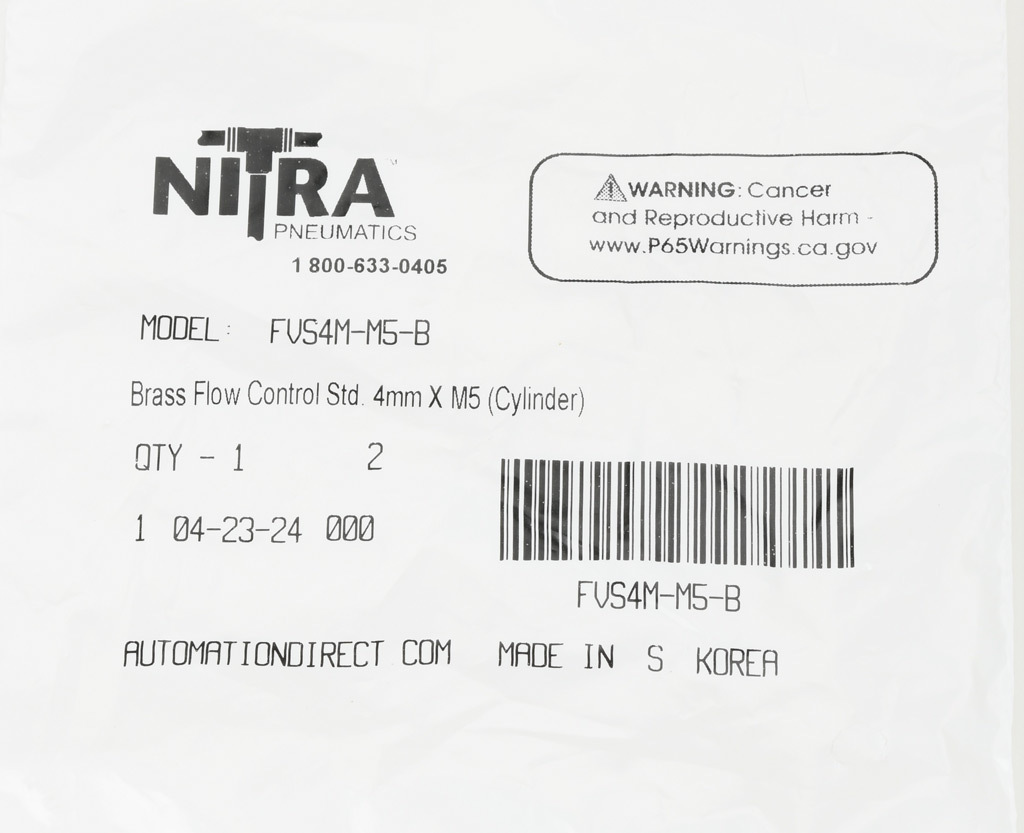 NITRA™
PNEUMATICS
1 800-633-0405
⚠WARNING: Cancer
and Reproductive Harm -
www.P65Warnings.ca.gov
MODEL: FVS4M-M5-B
Brass Flow Control Std. 4mm X M5 (Cylinder)
QTY - 1 2
1 04-23-24 000
FVS4M-M5-B
AUTOMATIONDIRECT COM MADE IN S KOREA